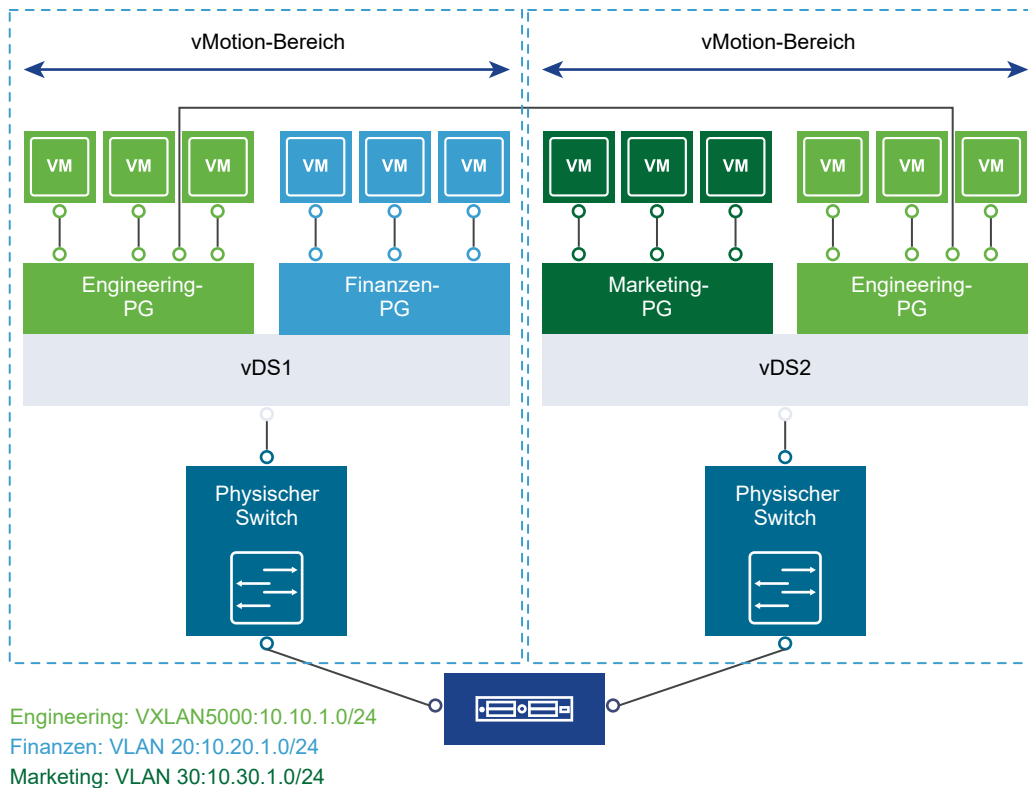 vMotion-Bereich
vMotion-Bereich
VM
VM
VM
VM
VM
VM
VM
VM
VM
VM
VM
VM
Engineering-
PG
Finanzen-
PG
Marketing-
PG
Engineering-
PG
vDS1
vDS2
Physischer
Switch
Physischer
Switch
Engineering: VXLAN5000:10.10.1.0/24
Finanzen: VLAN 20:10.20.1.0/24
Marketing: VLAN 30:10.30.1.0/24